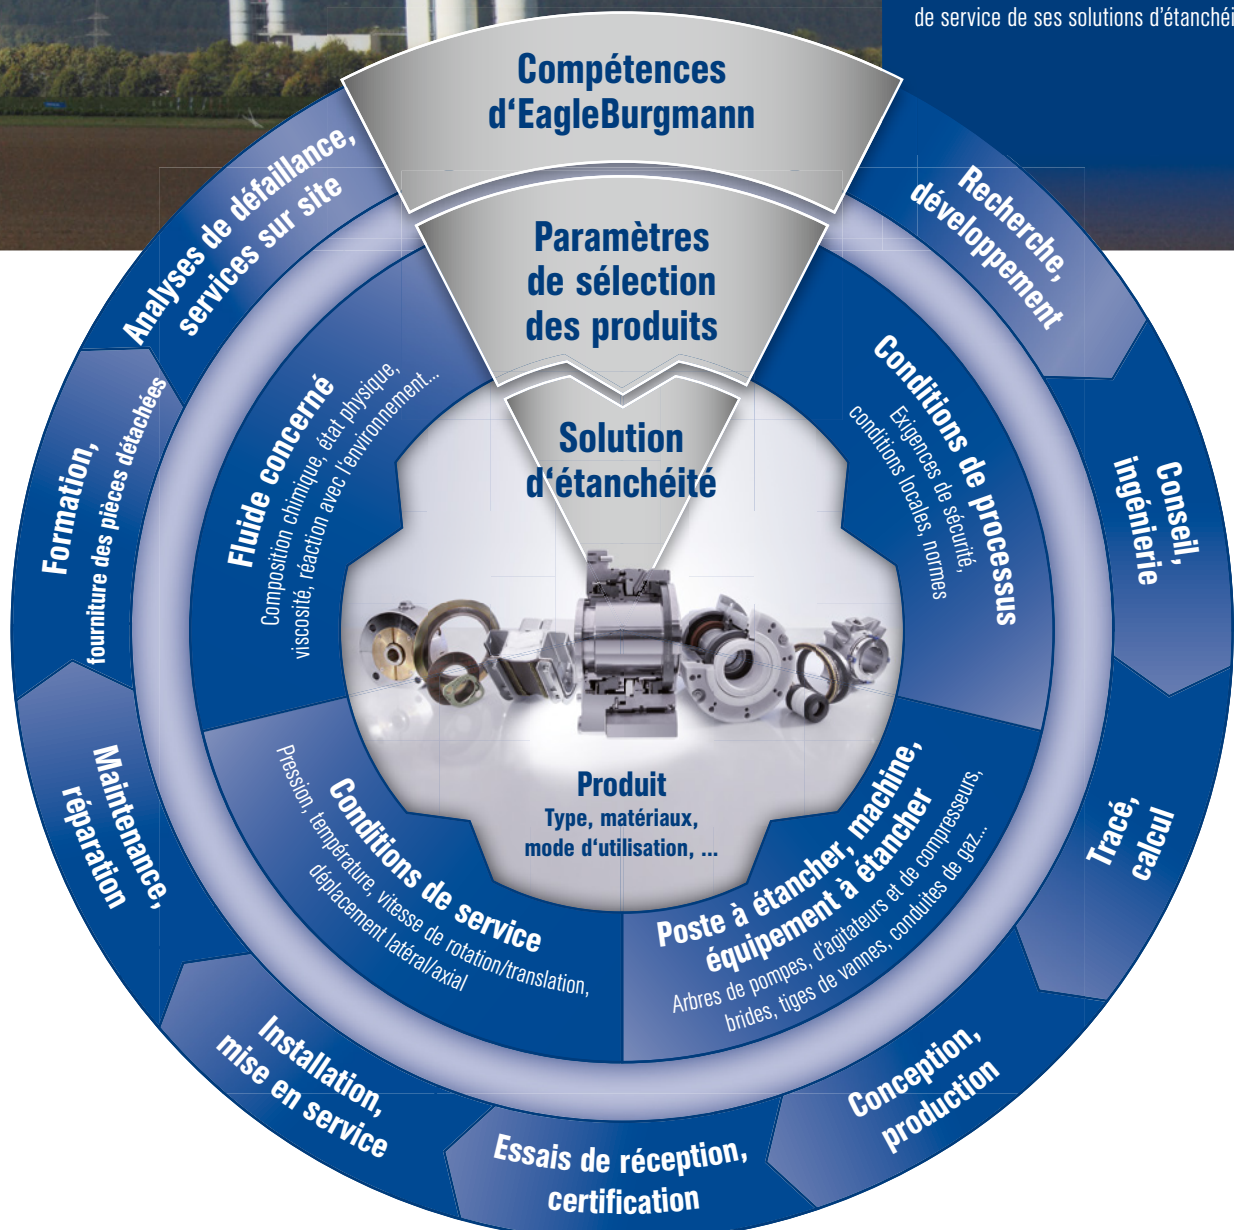 de service de ses solutions d'étanchéi
Compétences
d‘EagleBurgmann
Paramètres
de sélection
des produits
Solution
d‘étanchéité
Recherche,
développement
Conseil,
ingénierie
Tracé,
calcul
Conception,
production
Essais de réception,
certification
Installation,
mise en service
Maintenance,
réparation
Formation,
fourniture des pièces détachées
Analyses de défaillance,
services sur site
Conditions de processus
Exigences de sécurité,
conditions locales, normes
Poste à étancher, machine,
équipement à étancher
Arbres de pompes, d'agitateurs et de compresseurs,
brides, tiges de vannes, conduites de gaz...
Conditions de service
Pression, température, vitesse de rotation/translation,
déplacement latéral/axial
Fluide concerné
Composition chimique, état physique,
viscosité, réaction avec l'environnement...
Produit
Type, matériaux,
mode d‘utilisation, ...